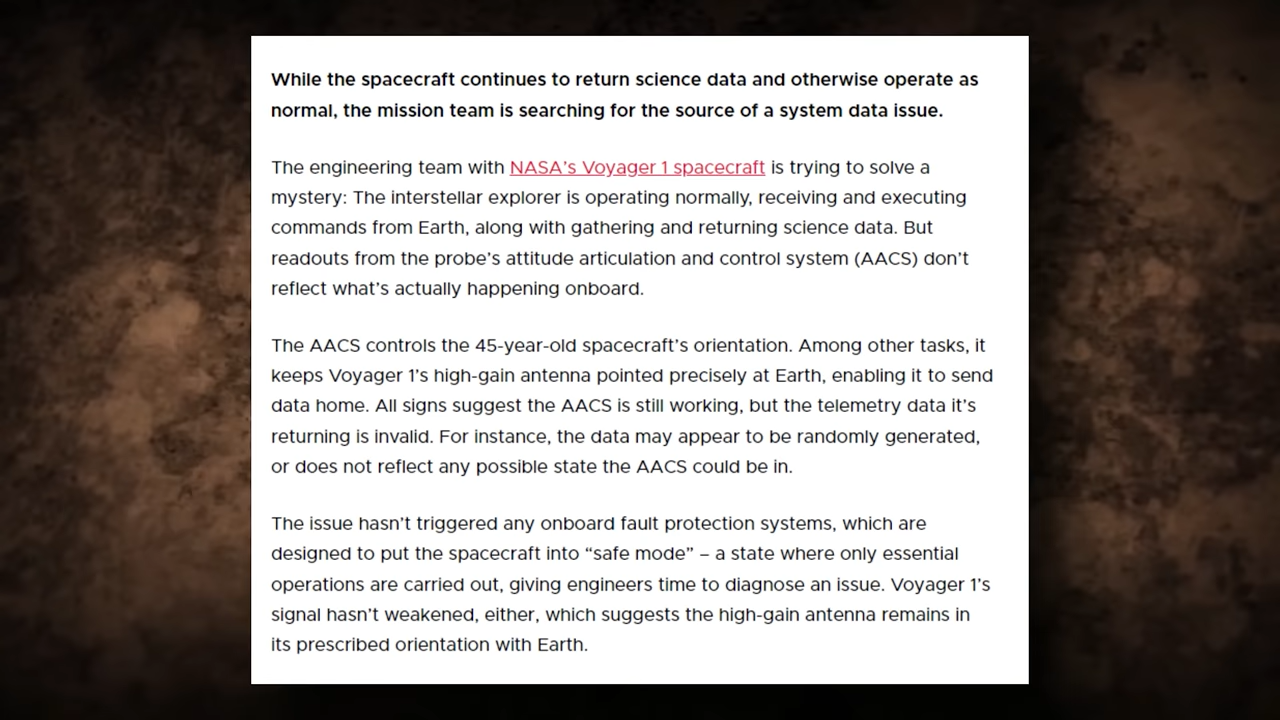 While the spacecraft continues to return science data and otherwise operate as
normal, the mission team is searching for the source of a system data issue.
The engineering team with NASA’s Voyager 1 spacecraft is trying to solve a
mystery: The interstellar explorer is operating normally, receiving and executing
commands from Earth, along with gathering and returning science data. But
readouts from the probe’s attitude articulation and control system (AACS) don’t
reflect what’s actually happening onboard.
The AACS controls the 45-year-old spacecraft’s orientation. Among other tasks, it
keeps Voyager 1’s high-gain antenna pointed precisely at Earth, enabling it to send
data home. All signs suggest the AACS is still working, but the telemetry data it’s
returning is invalid. For instance, the data may appear to be randomly generated,
or does not reflect any possible state the AACS could be in.
The issue hasn’t triggered any onboard fault protection systems, which are
designed to put the spacecraft into “safe mode” – a state where only essential
operations are carried out, giving engineers time to diagnose an issue. Voyager 1’s
signal hasn’t weakened, either, which suggests the high-gain antenna remains in
its prescribed orientation with Earth.